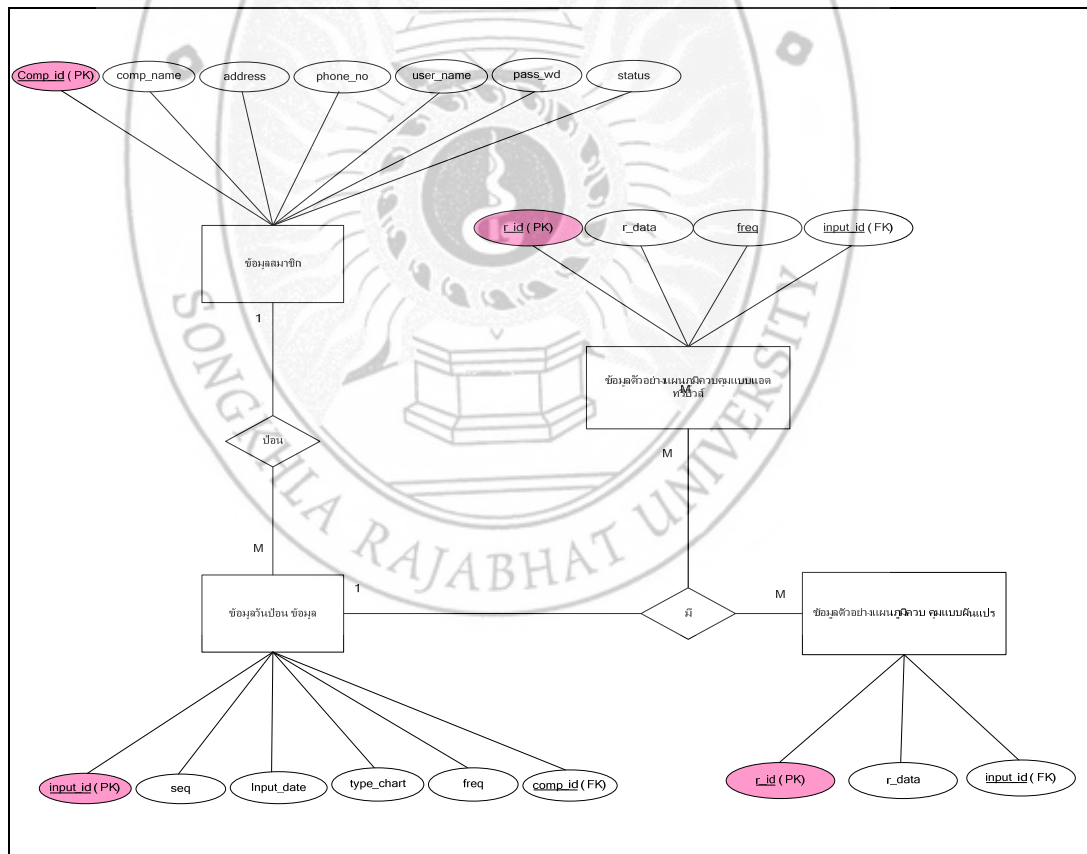 Comp_id (PK) comp_name address phone_no user_name pass_wd status
ข้อมูลสมาชิก
1
ป้อน
M
ข้อมูลวันป้อน ข้อมูล
1
input_id (PK) seq Input_date type_chart freq comp_id (FK)
r_id (PK) r_data freq input_id (FK)
ข้อมูลตัวอย่างแผนภูมิควบคุมแบบแอต
ทริบิวส์
M
M
มี
M
ข้อมูลตัวอย่างแผนภูมิควบ คุมแบบผันแปร
r_id (PK) r_data input_id (FK)
SONGKHLA RAJABHAT UNIVERSITY